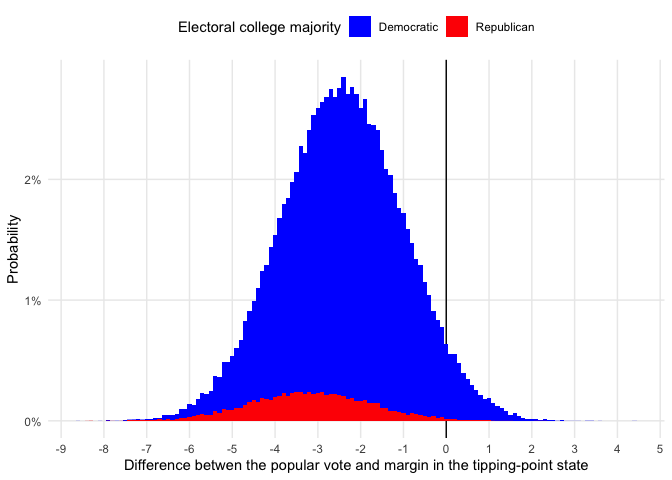 Electoral college majority Democratic Republican
2%
1%
0%
Probability
-9 -8 -7 -6 -5 -4 -3 -2 -1 0 1 2 3 4 5
Difference betwen the popular vote and margin in the tipping-point state